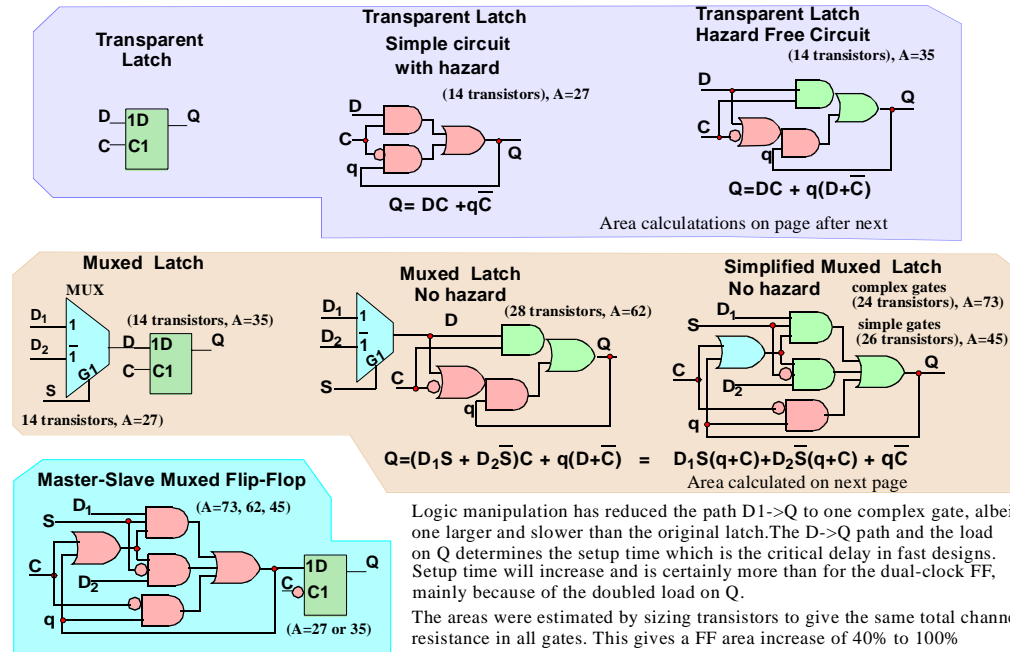 Transparent
Latch
D
C
1D
C1
Q
Transparent Latch
Simple circuit
with hazard
(14 transistors), A=27
D
C
q
Q
Q= DC +qC̅
Transparent Latch
Hazard Free Circuit
(14 transistors), A=35
D
C
q
Q
Q=DC + q(D+C̅)
Area calculatations on page after next
Muxed Latch
MUX
D1
D2
S
1
1̅
G1
(14 transistors, A=35)
D
C
1D
C1
Q
14 transistors, A=27)
Muxed Latch
No hazard
(28 transistors, A=62)
D1
D2
S
1
1̅
G1
D
C
q
Q
Simplified Muxed Latch
No hazard
complex gates
(24 transistors, A=73)
simple gates
(26 transistors), A=45)
D1
S
C
D2
q
Q
Q=(D1S + D2S̅)C + q(D+C̅) = D1S(q+C)+D2S̅(q+C) + qC̅
Area calculated on next page
Master-Slave Muxed Flip-Flop
(A=73, 62, 45)
D1
S
C
D2
q
C
1D
C1
Q
(A=27 or 35)
Logic manipulation has reduced the path D1->Q to one complex gate, albei
one larger and slower than the original latch.The D->Q path and the load
on Q determines the setup time which is the critical delay in fast designs.
Setup time will increase and is certainly more than for the dual-clock FF,
mainly because of the doubled load on Q.
The areas were estimated by sizing transistors to give the same total channe
resistance in all gates. This gives a FF area increase of 40% to 100%